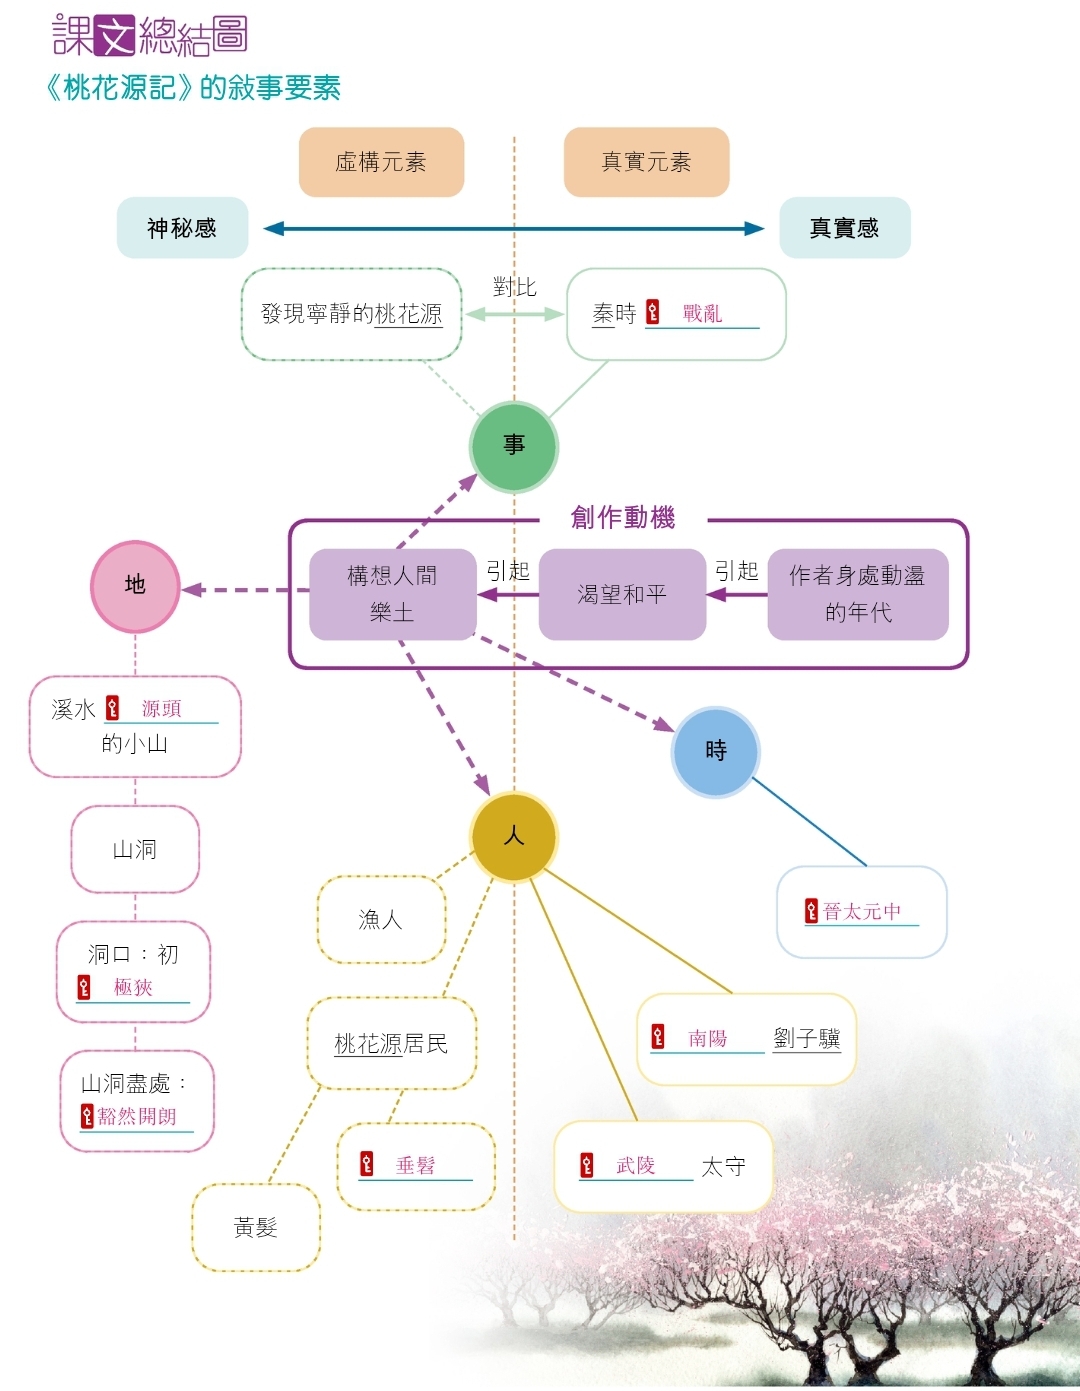 課文總結圖
《桃花源記》的敍事要素
虛構元素
真實元素
神秘感
真實感
發現寧靜的桃花源
對比
秦時 戰亂
事
創作動機
構想人間
樂土
引起
渴望和平
引起
作者身處動盪
的年代
地
溪水 源頭
的小山
山洞
洞口：初
極狹
山洞盡處：
豁然開朗
時
晉太元中
人
漁人
桃花源居民
黃髮
垂髫
南陽 劉子驥
武陵 太守